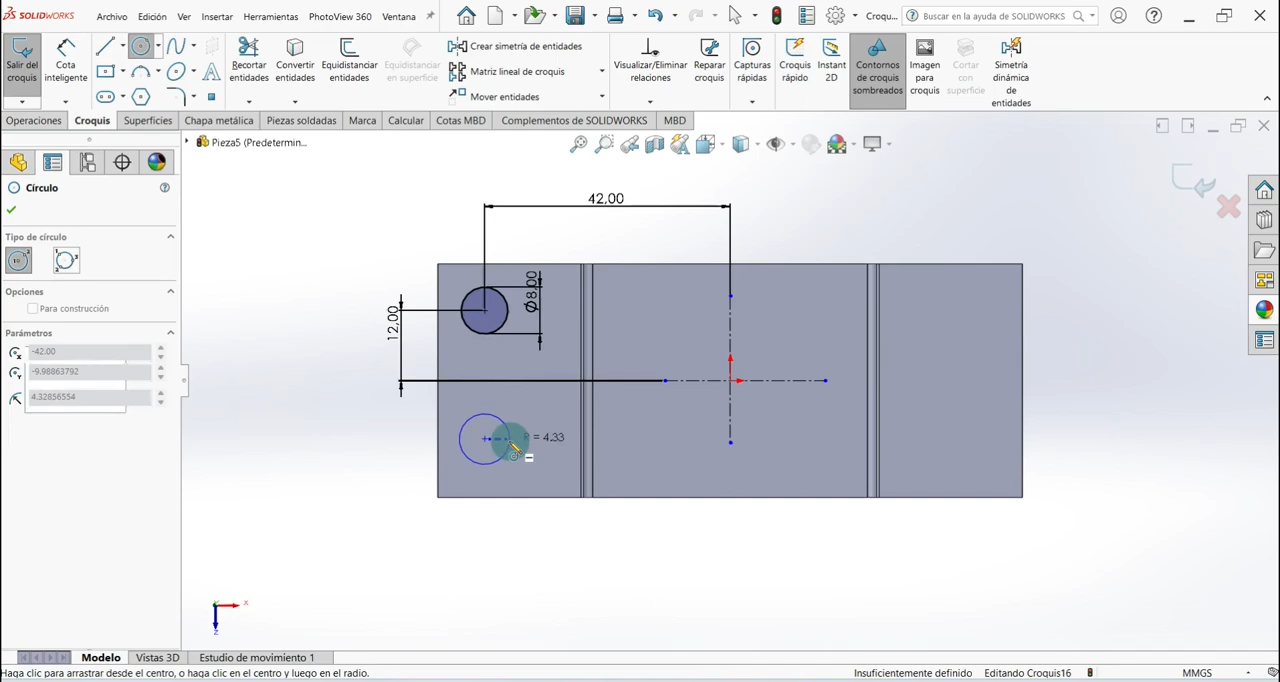 SOLIDWORKS
Archivo Edición Ver Insertar Herramientas PhotoView 360 Ventana
Croqu...
Buscar en la ayuda de SOLIDWORKS
Salir del croquis
Cota inteligente
Recortar entidades
Convertir entidades
Equidistanciar entidades
Equidistanciar en superficie
Crear simetría de entidades
Matriz lineal de croquis
Mover entidades
Visualizar/Eliminar relaciones
Reparar croquis
Capturas rápidas
Croquis rápido
Instant 2D
Contornos de croquis sombreados
Imagen para croquis
Cortar con superficie
Simetría dinámica de entidades
Operaciones Croquis Superficies Chapa metálica Piezas soldadas Marca Calcular Cotas MBD Complementos de SOLIDWORKS MBD
Pieza5 (Predetermin...
Círculo
Tipo de círculo
Opciones
Para construcción
Parámetros
-42.00
-9.98863792
4.32856554
42,00
Ø8,00
12,00
R = 4.33
x
z
Modelo Vistas 3D Estudio de movimiento 1
Haga clic para arrastrar desde el centro, o haga clic en el centro y luego en el radio.
Insuficientemente definido Editando Croquis16 MMGS